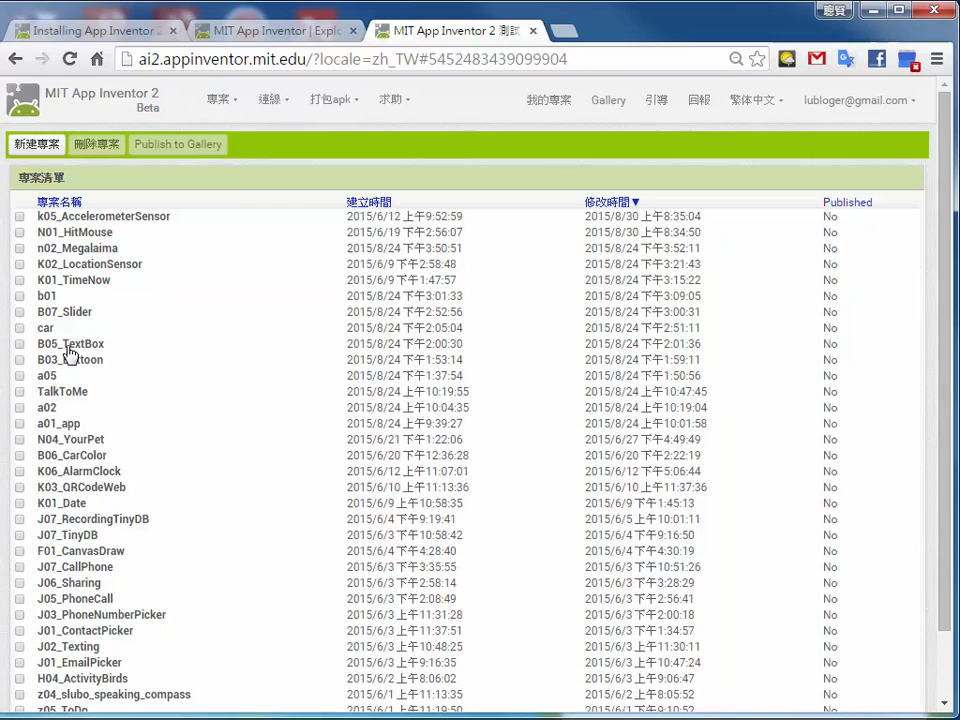 慶賀
Installing App Inventor 2
MIT App Inventor | Explo
MIT App Inventor 2 測試
ai2.appinventor.mit.edu/?locale=zh_TW#5452483439099904
MIT App Inventor 2
Beta
專案 連線 打包apk 求助 我的專案 Gallery 引導 回報 繁体中文 lubloger@gmail.com
新建專案 刪除專案 Publish to Gallery
專案清單
專案名稱 建立時間 修改時間▼ Published
k05_AccelerometerSensor 2015/6/12 上午9:52:59 2015/8/30 上午8:35:04 No
N01_HitMouse 2015/6/19 下午2:56:07 2015/8/30 上午8:34:50 No
n02_Megalaima 2015/8/24 下午3:50:51 2015/8/24 下午3:52:11 No
K02_LocationSensor 2015/6/9 下午2:58:48 2015/8/24 下午3:21:43 No
K01_TimeNow 2015/6/9 下午1:47:57 2015/8/24 下午3:15:22 No
b01 2015/8/24 下午3:01:33 2015/8/24 下午3:09:05 No
B07_Slider 2015/8/24 下午2:52:56 2015/8/24 下午3:00:31 No
car 2015/8/24 下午2:05:04 2015/8/24 下午2:51:11 No
B05_TextBox 2015/8/24 下午2:00:30 2015/8/24 下午2:01:36 No
2015/8/24 下午1:53:14 2015/8/24 下午1:59:11 No
a05 2015/8/24 下午1:37:54 2015/8/24 下午1:50:56 No
TalkToMe 2015/8/24 上午10:19:55 2015/8/24 上午10:47:45 No
a02 2015/8/24 上午10:04:35 2015/8/24 上午10:19:04 No
a01_app 2015/8/24 上午9:39:27 2015/8/24 上午10:01:58 No
N04_YourPet 2015/6/21 下午1:22:06 2015/6/27 下午4:49:49 No
B06_CarColor 2015/6/20 下午12:36:28 2015/6/20 下午2:22:19 No
K06_AlarmClock 2015/6/12 上午11:07:01 2015/6/12 下午5:06:44 No
K03_QRCodeWeb 2015/6/10 上午11:13:36 2015/6/10 上午11:37:36 No
K01_Date 2015/6/9 上午10:58:35 2015/6/9 下午1:45:13 No
J07_RecordingTinyDB 2015/6/4 下午9:19:41 2015/6/5 上午10:01:11 No
J07_TinyDB 2015/6/3 下午10:58:42 2015/6/4 下午9:16:50 No
F01_CanvasDraw 2015/6/4 下午4:28:40 2015/6/4 下午4:30:19 No
J07_CallPhone 2015/6/3 下午3:35:55 2015/6/3 下午10:51:26 No
J06_Sharing 2015/6/3 下午2:58:14 2015/6/3 下午3:28:29 No
J05_PhoneCall 2015/6/3 下午2:08:49 2015/6/3 下午2:56:41 No
J03_PhoneNumberPicker 2015/6/3 上午11:31:28 2015/6/3 下午2:00:18 No
J01_ContactPicker 2015/6/3 上午11:37:51 2015/6/3 下午1:34:57 No
J02_Texting 2015/6/3 上午10:48:25 2015/6/3 上午11:30:11 No
J01_EmailPicker 2015/6/3 上午9:16:35 2015/6/3 上午10:47:24 No
H04_ActivityBirds 2015/6/2 上午8:06:02 2015/6/3 上午9:06:47 No
z04_slubo_speaking_compass 2015/6/1 上午11:13:35 2015/6/2 上午8:05:52 No
z05_ToDo 2015/6/1 上午11:19:50 2015/6/1 下午9:10:52 No